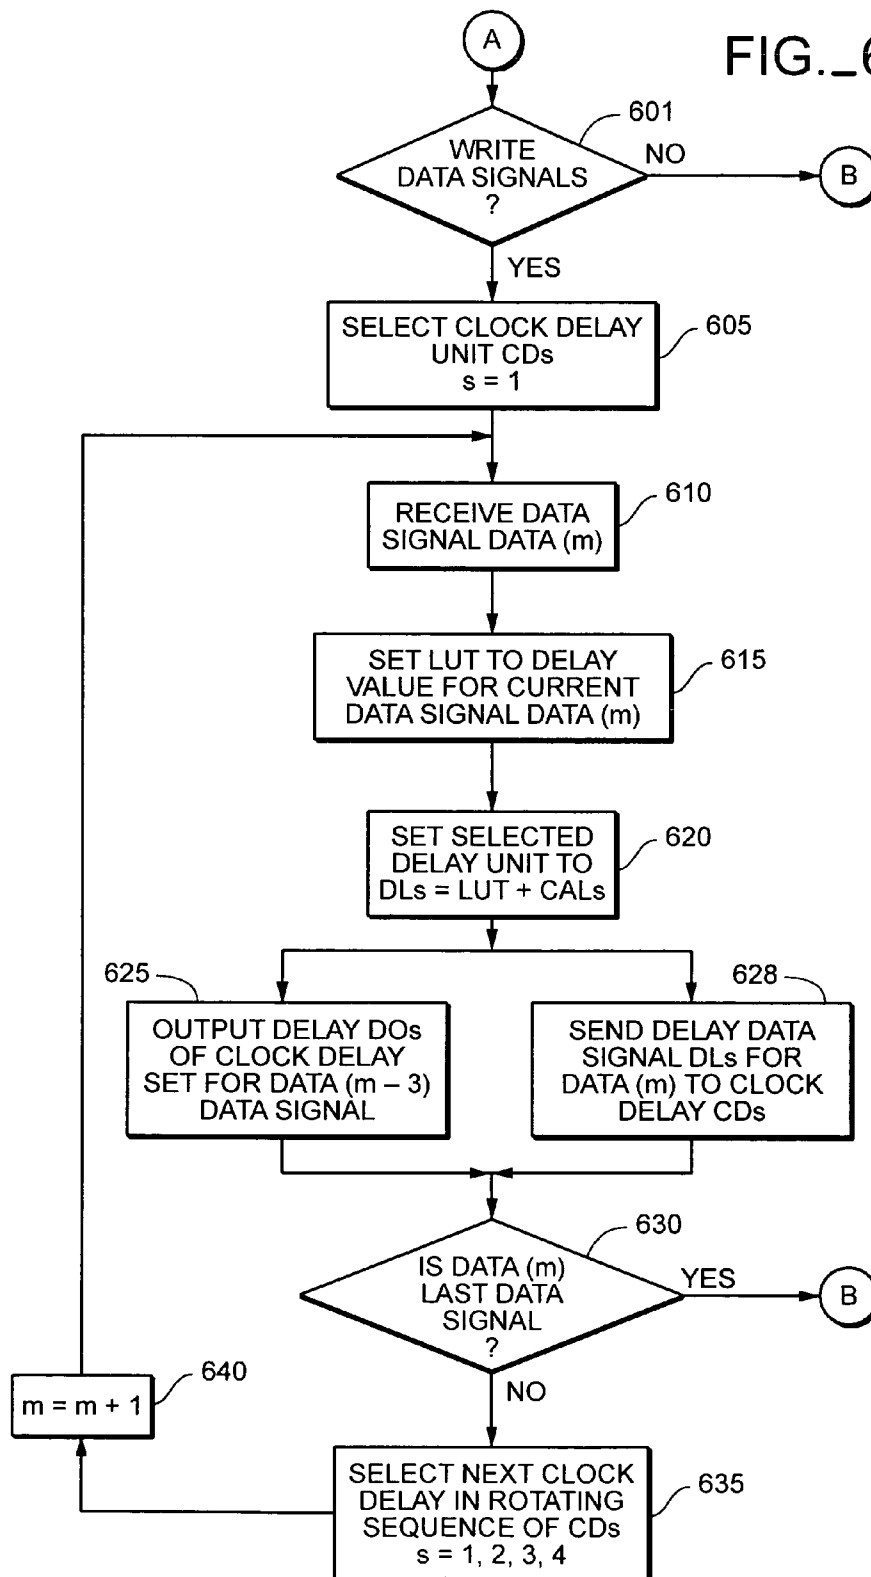 A
FIG._6
601
WRITE
DATA SIGNALS
?
NO
B
YES
SELECT CLOCK DELAY
UNIT CDs
s = 1
605
RECEIVE DATA
SIGNAL DATA (m)
610
SET LUT TO DELAY
VALUE FOR CURRENT
DATA SIGNAL DATA (m)
615
SET SELECTED
DELAY UNIT TO
DLs = LUT + CALs
620
625
OUTPUT DELAY DOs
OF CLOCK DELAY
SET FOR DATA (m – 3)
DATA SIGNAL
628
SEND DELAY DATA
SIGNAL DLs FOR
DATA (m) TO CLOCK
DELAY CDs
630
IS DATA (m)
LAST DATA
SIGNAL
?
YES
B
NO
640
m = m + 1
SELECT NEXT CLOCK
DELAY IN ROTATING
SEQUENCE OF CDs
s = 1, 2, 3, 4
635